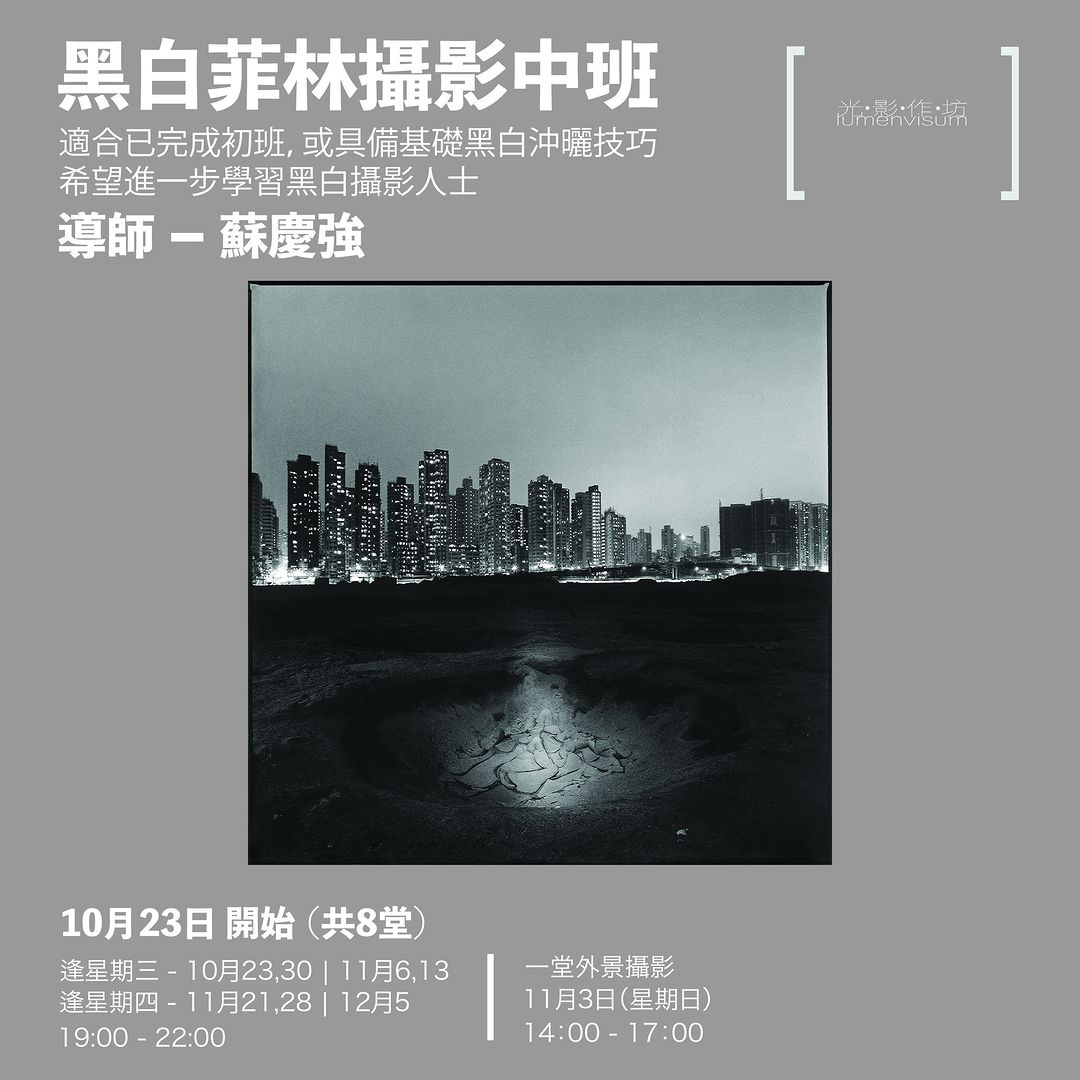 黑白菲林攝影中班
適合已完成初班, 或具備基礎黑白沖曬技巧
希望進一步學習黑白攝影人士
導師 – 蘇慶強
光·影·作·坊
lumenvisum
10月23日 開始（共8堂）
逢星期三 - 10月23,30 | 11月6,13
逢星期四 - 11月21,28 | 12月5
19:00 - 22:00
一堂外景攝影
11月3日（星期日）
14：00 - 17：00